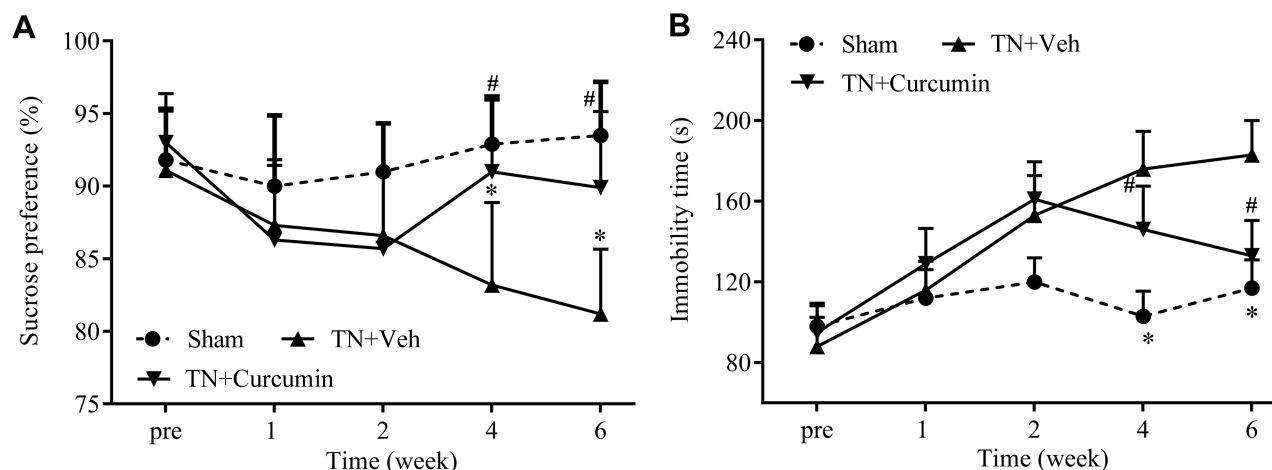 A
Sucrose preference (%)
100
95
90
85
80
75
#
#
*
*
Sham
TN+Veh
TN+Curcumin
pre
1
2
4
6
Time (week)
B
Immobility time (s)
240
200
160
120
80
Sham
TN+Veh
TN+Curcumin
#
#
*
*
pre
1
2
4
6
Time (week)